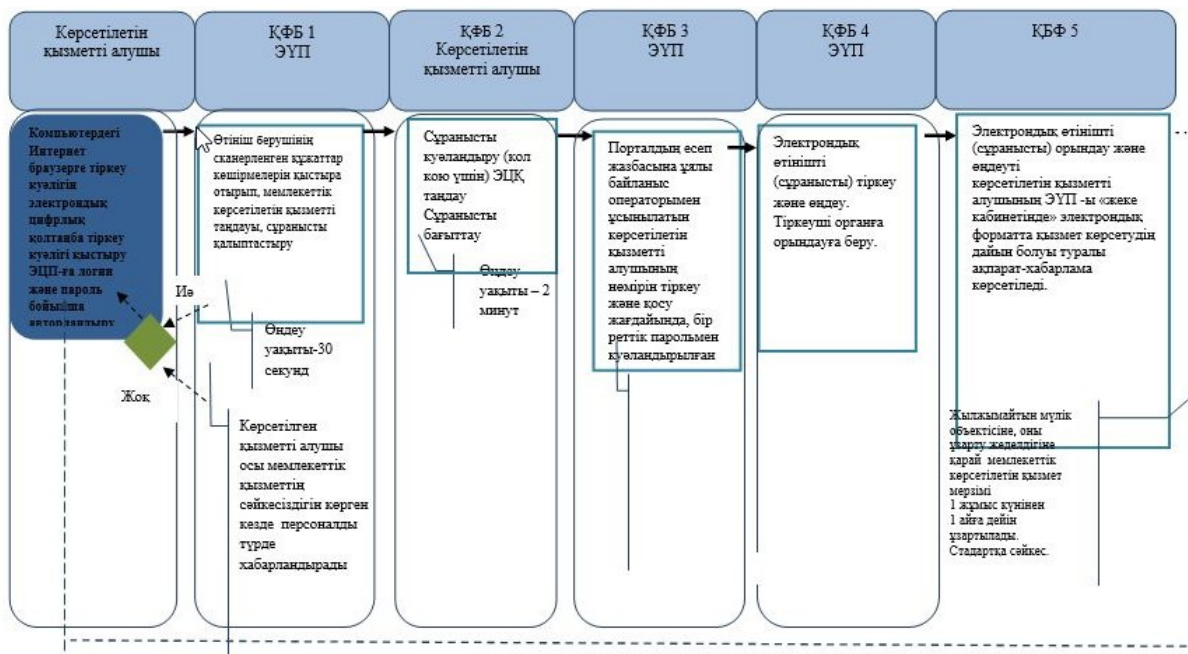 Көрсетілетін
қызметті алушы
ҚФБ 1
ЭҮП
ҚФБ 2
Көрсетілетін
қызметті алушы
ҚФБ 3
ЭҮП
ҚФБ 4
ЭҮП
ҚБФ 5
Компьютердегі
Интернет
браузерге тіркеу
куәлігін
электрондық
цифрлық
қолтаңба тіркеу
куәлігі қыстыру
ЭЦП-ға логин
және пароль
бойынша
авторландыру
Иә
Жоқ
Өтініш берушінің
сканерленген құжаттар
көшірмелерін қыстыра
отырып, мемлекеттік
көрсетілетін қызметті
таңдауы, сұранысты
қалыптастыру
Өңдеу
уақыты-30
секунд
Көрсетілген
қызметті алушы
осы мемлекеттік
қызметтің
сәйкесіздігін көрген
кезде персоналды
түрде
хабарландырады
Сұранысты
куәландыру (қол
қою үшін) ЭЦҚ
таңдау
Сұранысты
бағыттау
Өңдеу
уақыты – 2
минут
Порталдың есеп
жазбасына ұялы
байланыс
операторымен
ұсынылатын
көрсетілетін
қызметті
алушының
нөмірін тіркеу
және қосу
жағдайында, бір
реттік парольмен
куәландырылған
Электрондық
өтінішті
(сұранысты) тіркеу
және өңдеу.
Тіркеуші органға
орындауға беру.
Электрондық өтінішті
(сұранысты) орындау және
өңдеуті
көрсетілетін қызметті
алушының ЭҮП -ы «жеке
кабинетінде» электрондық
форматта қызмет көрсетудің
дайын болуы туралы
ақпарат-хабарлама
көрсетіледі.
Жылжымайтын мүлік
объектісіне, оны
ұзарту жеделдігіне
қарай мемлекеттік
көрсетілетін қызмет
мерзімі
1 жұмыс күнінен
1 айға дейін
ұзартылады.
Стадартқа сәйкес.